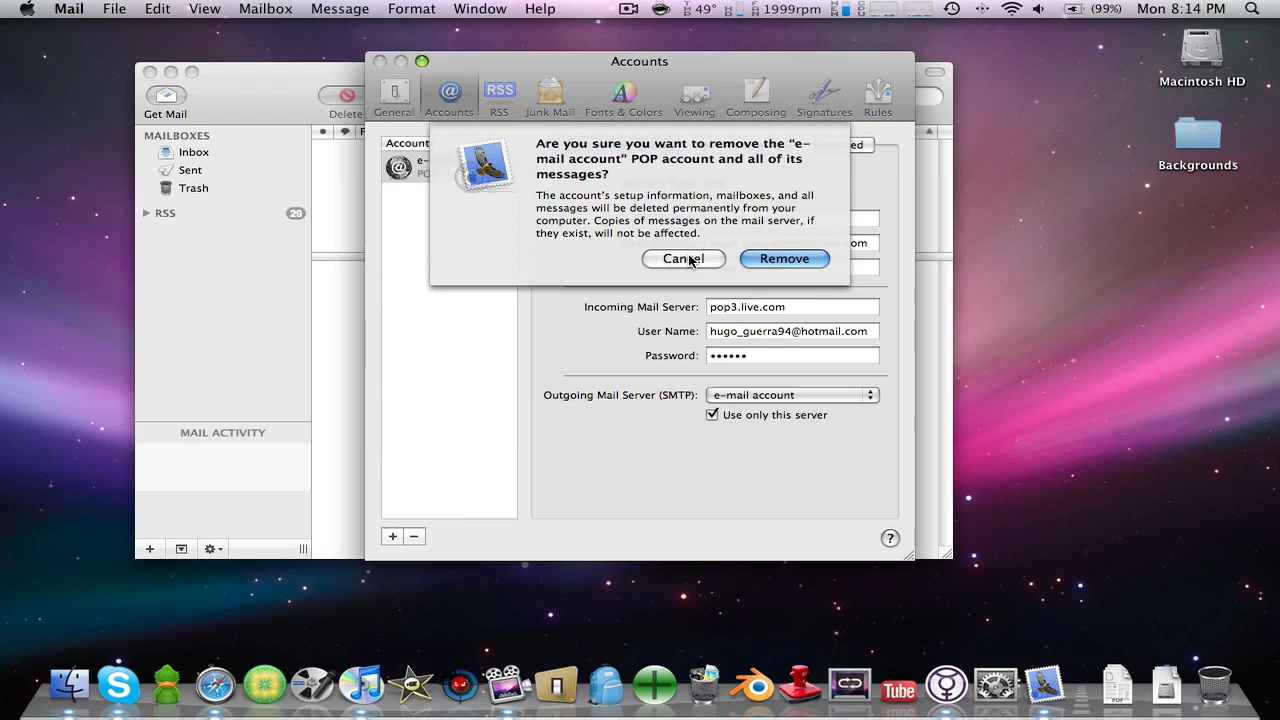 Mail File Edit View Mailbox Message Format Window Help 49° 1999rpm (99%) Mon 8:14 PM
Accounts
Macintosh HD
Get Mail
Delete
General Accounts RSS Junk Mail Fonts & Colors Viewing Composing Signatures Rules
MAILBOXES
Inbox
Sent
Trash
RSS 29
Are you sure you want to remove the “e-
mail account” POP account and all of its
messages?
The account’s setup information, mailboxes, and all
messages will be deleted permanently from your
computer. Copies of messages on the mail server, if
they exist, will not be affected.
Cancel Remove
Backgrounds
Incoming Mail Server: pop3.live.com
User Name: hugo_guerra94@hotmail.com
Password: ••••••
Outgoing Mail Server (SMTP): e-mail account
Use only this server
MAIL ACTIVITY
Tube